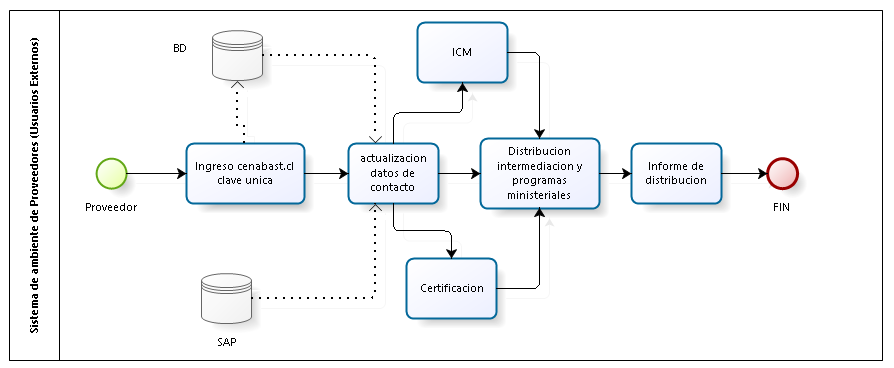 Sistema de ambiente de Proveedores (Usuarios Externos)
BD
ICM
Ingreso cenabast.cl
clave unica
actualizacion
datos de
contacto
Distribucion
intermediacion y
programas
ministeriales
Informe de
distribucion
Proveedor
FIN
Certificacion
SAP